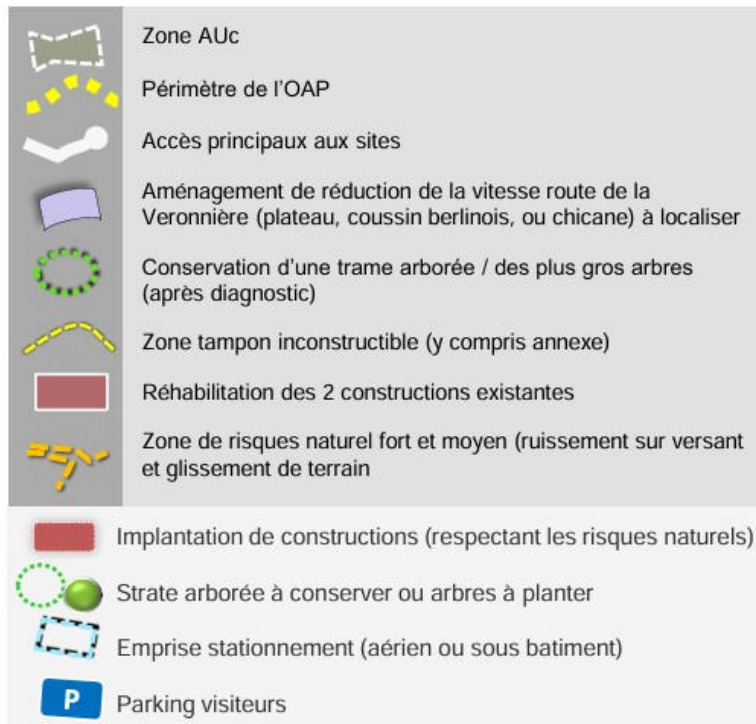 Zone AUc
Périmètre de l'OAP
Accès principaux aux sites
Aménagement de réduction de la vitesse route de la
Veronnière (plateau, coussin berlinois, ou chicane) à localiser
Conservation d'une trame arborée / des plus gros arbres
(après diagnostic)
Zone tampon inconstructible (y compris annexe)
Réhabilitation des 2 constructions existantes
Zone de risques naturel fort et moyen (ruissement sur versant
et glissement de terrain
Implantation de constructions (respectant les risques naturels)
Strate arborée à conserver ou arbres à planter
Emprise stationnement (aérien ou sous batiment)
P Parking visiteurs